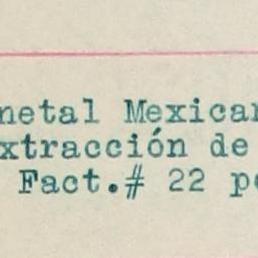 netal Mexican
xtracción de
Fact.# 22 p